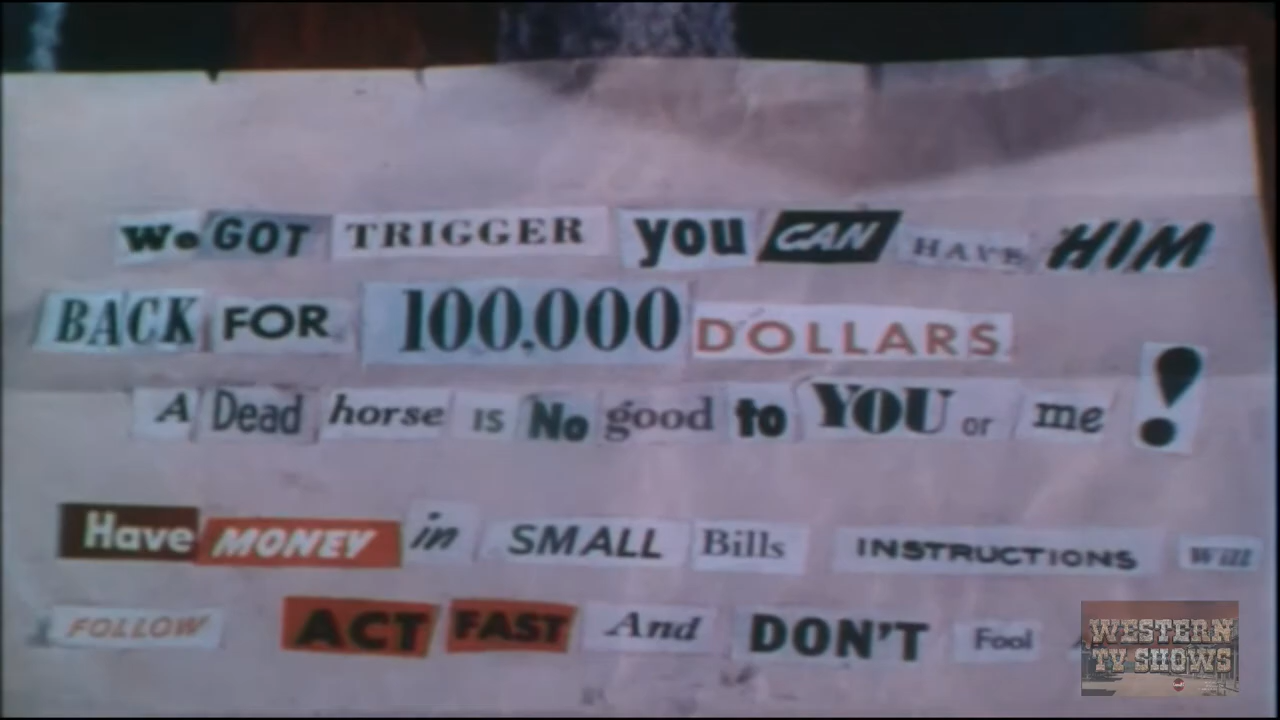 We GOT TRIGGER you CAN HAVE HIM
BACK FOR 100.000 DOLLARS
A Dead horse IS No good to YOU or me !
Have MONEY in SMALL Bills INSTRUCTIONS Will
FOLLOW ACT FAST And DON'T Fool
WESTERN
TV SHOWS